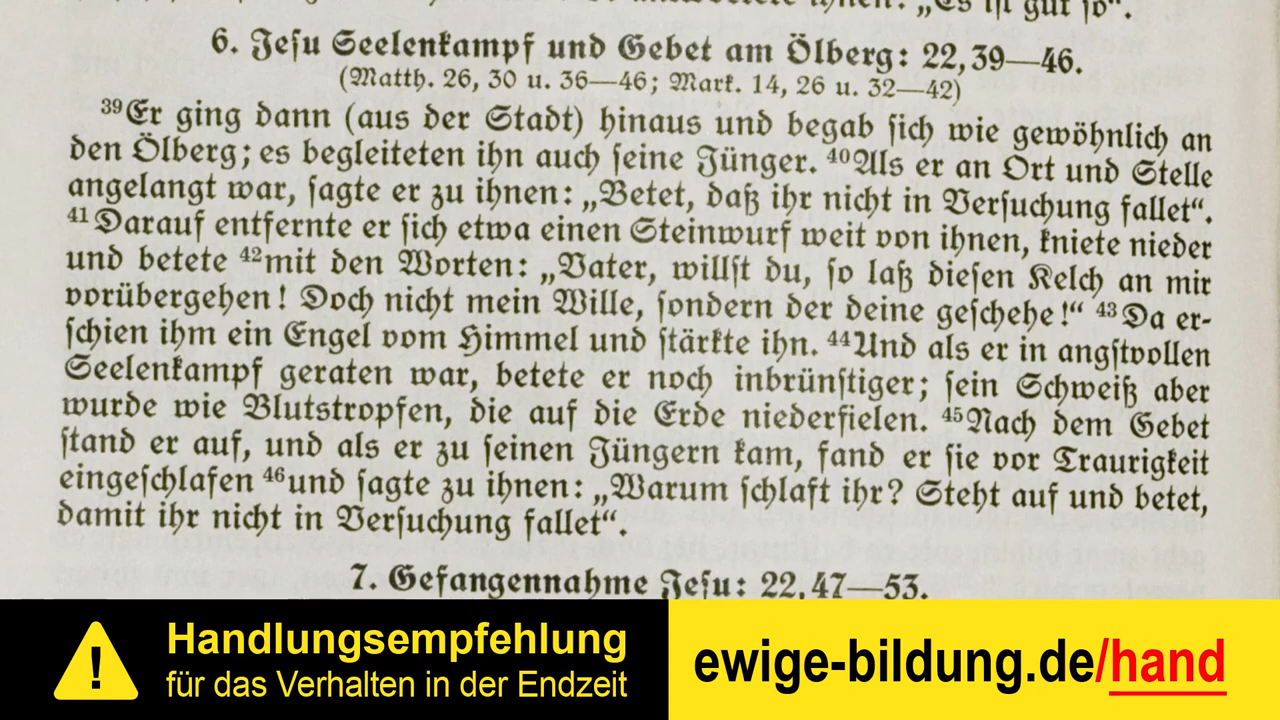 ihnen: „Es ist gut so“.
6. Jesu Seelenkampf und Gebet am Ölberg: 22,39—46.
(Matth. 26, 30 u. 36—46; Mark. 14, 26 u. 32—42)
³⁹Er ging dann (aus der Stadt) hinaus und begab sich wie gewöhnlich an
den Ölberg; es begleiteten ihn auch seine Jünger. ⁴⁰Als er an Ort und Stelle
angelangt war, sagte er zu ihnen: „Betet, daß ihr nicht in Versuchung fallet“.
⁴¹Darauf entfernte er sich etwa einen Steinwurf weit von ihnen, kniete nieder
und betete ⁴²mit den Worten: „Vater, willst du, so laß diesen Kelch an mir
vorübergehen! Doch nicht mein Wille, sondern der deine geschehe!“ ⁴³Da er-
schien ihm ein Engel vom Himmel und stärkte ihn. ⁴⁴Und als er in angstvollen
Seelenkampf geraten war, betete er noch inbrünstiger; sein Schweiß aber
wurde wie Blutstropfen, die auf die Erde niederfielen. ⁴⁵Nach dem Gebet
stand er auf, und als er zu seinen Jüngern kam, fand er sie vor Traurigkeit
eingeschlafen ⁴⁶und sagte zu ihnen: „Warum schlaft ihr? Steht auf und betet,
damit ihr nicht in Versuchung fallet“.
7. Gefangennahme Jesu: 22,47—53.
Handlungsempfehlung
für das Verhalten in der Endzeit
ewige-bildung.de/hand